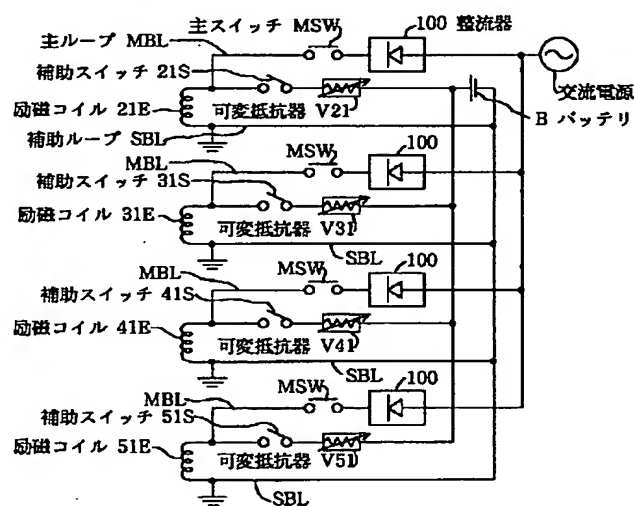 主スイッチ MSW
100 整流器
主ループ MBL
補助スイッチ 21S
交流電源
励磁コイル 21E
可変抵抗器 V21
B バッテリ
補助ループ SBL
MSW
100
MBL
補助スイッチ 31S
励磁コイル 31E
可変抵抗器 V31
SBL
MSW
100
MBL
補助スイッチ 41S
励磁コイル 41E
可変抵抗器 V41
SBL
MSW
100
MBL
補助スイッチ 51S
励磁コイル 51E
可変抵抗器 V51
SBL